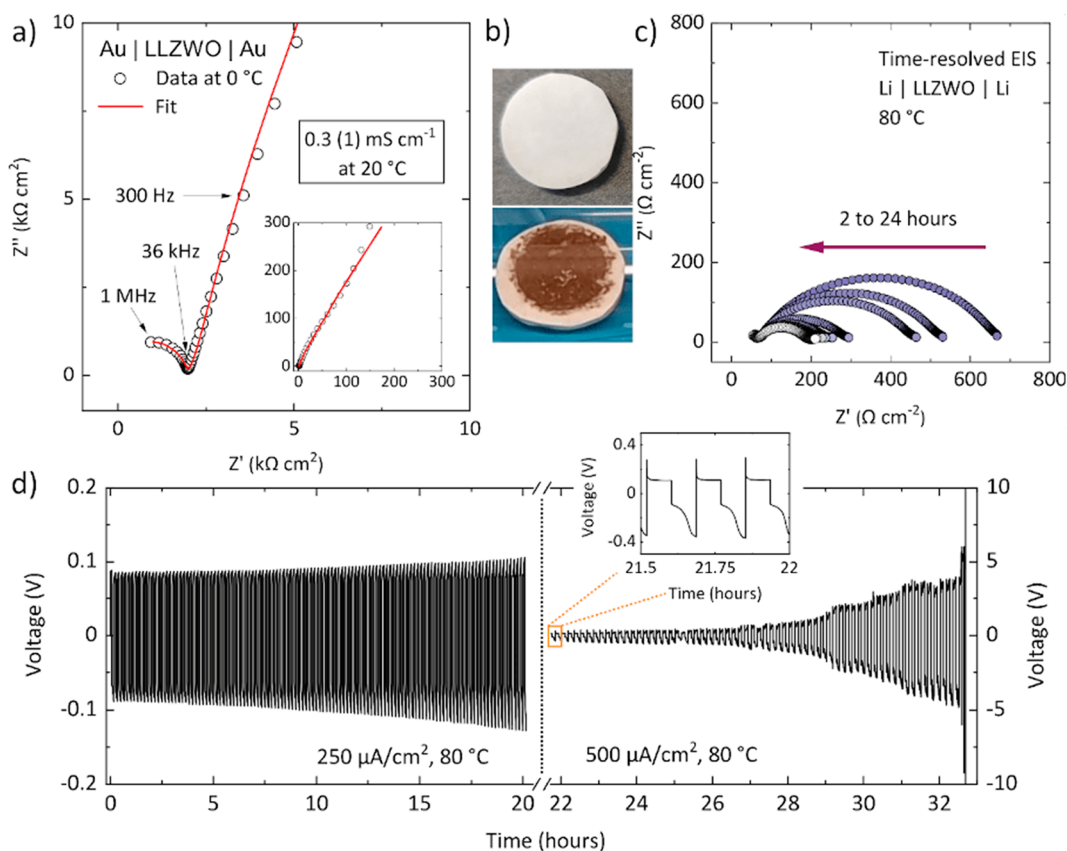 a)
Au | LLZWO | Au
Data at 0 °C
Fit
0.3 (1) mS cm-1
at 20 °C
300 Hz
36 kHz
1 MHz
10
5
0
Z'' (kΩ cm2)
0 5 10
Z' (kΩ cm2)
300
200
100
0
0 100 200 300
b)
c)
Time-resolved EIS
Li | LLZWO | Li
80 °C
2 to 24 hours
800
600
400
200
0
Z'' (Ω cm-2)
0 200 400 600 800
Z' (Ω cm-2)
d)
0.2
0.1
0
-0.1
-0.2
Voltage (V)
250 µA/cm2, 80 °C
500 µA/cm2, 80 °C
0.4
0
-0.4
Voltage (V)
21.5 21.75 22
Time (hours)
10
5
0
-5
-10
Voltage (V)
0 5 10 15 20 22 24 26 28 30 32
Time (hours)